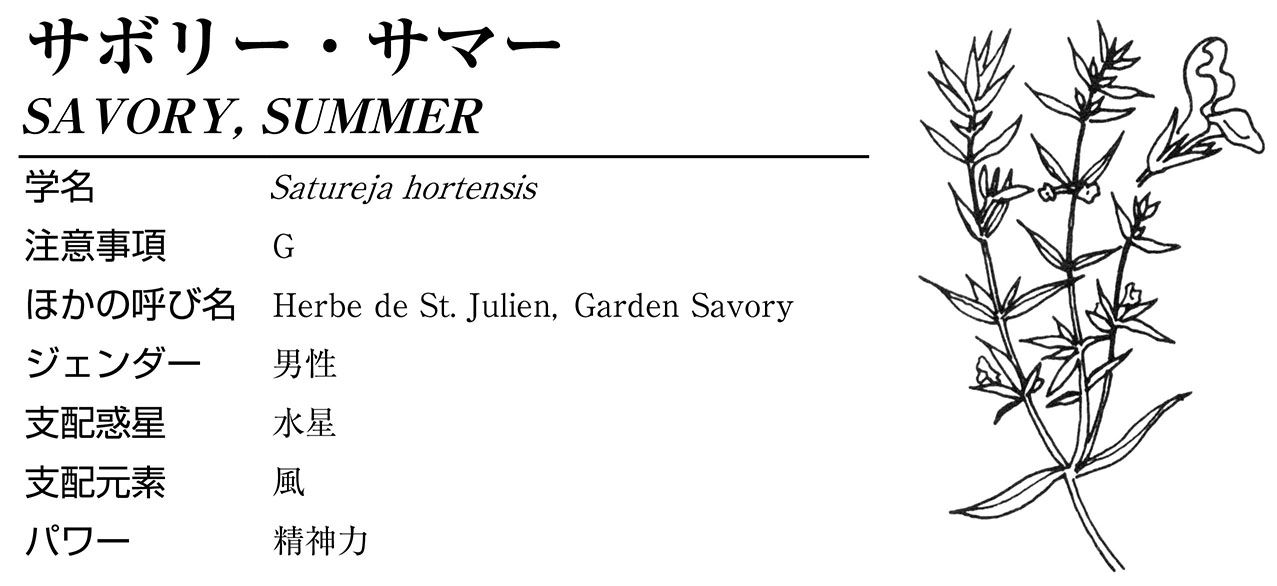 サボリー・サマー
SAVORY, SUMMER
学名 Satureja hortensis
注意事項 G
ほかの呼び名 Herbe de St. Julien, Garden Savory
ジェンダー 男性
支配惑星 水星
支配元素 風
パワー 精神力